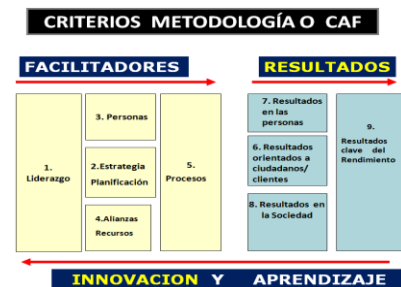 CRITERIOS METODOLOGÍA O CAF
FACILITADORES
RESULTADOS
1.
Liderazgo
3. Personas
2.Estrategia
Planificación
4.Alianzas
Recursos
5.
Procesos
7. Resultados
en las
personas
6. Resultados
orientados a
ciudadanos/
clientes
8. Resultados en
la Sociedad
9.
Resultados
clave del
Rendimiento
INNOVACION Y APRENDIZAJE